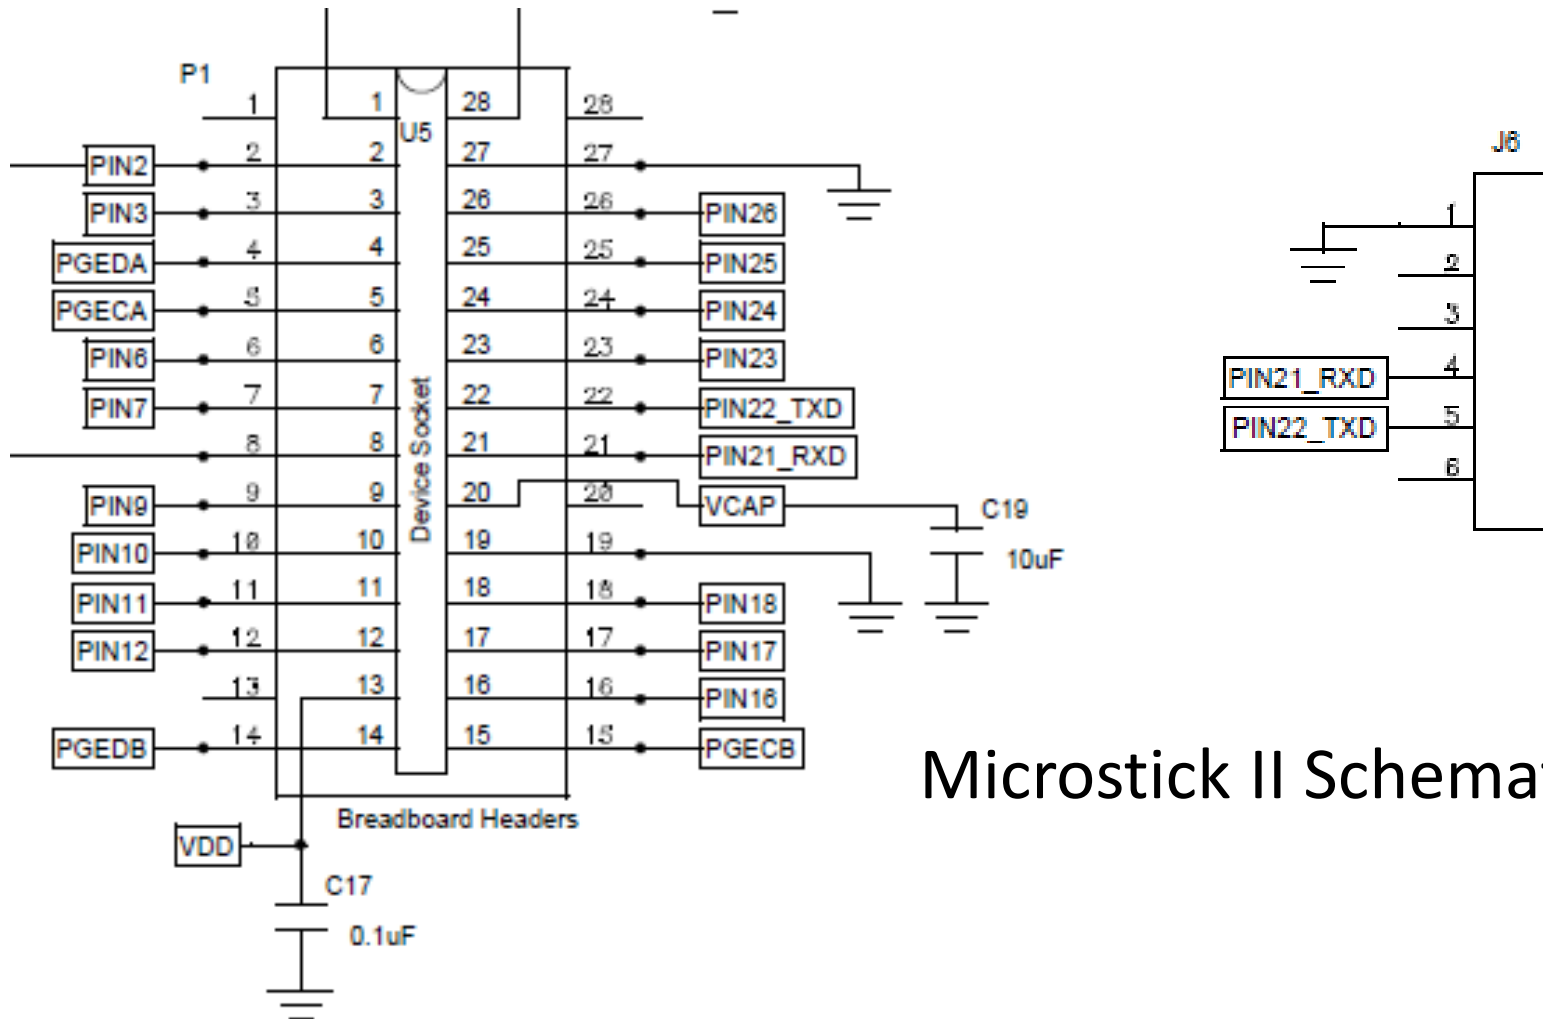 P1
1 1 28 28
U5
PIN2 2 2 27 27
PIN3 3 3 26 26 PIN26
PGEDA 4 4 25 25 PIN25
PGECA 5 5 24 24 PIN24
PIN6 6 6 23 23 PIN23
PIN7 7 7 22 22 PIN22_TXD
8 8 21 21 PIN21_RXD
PIN9 9 9 20 20 VCAP
PIN10 10 10 19 19
PIN11 11 11 18 18 PIN18
PIN12 12 12 17 17 PIN17
13 13 16 16 PIN16
PGEDB 14 14 15 15 PGECB
Device Socket
Breadboard Headers
VDD
C17
0.1uF
C19
10uF
J6
1
2
3
PIN21_RXD 4
PIN22_TXD 5
6
Microstick II Schemat